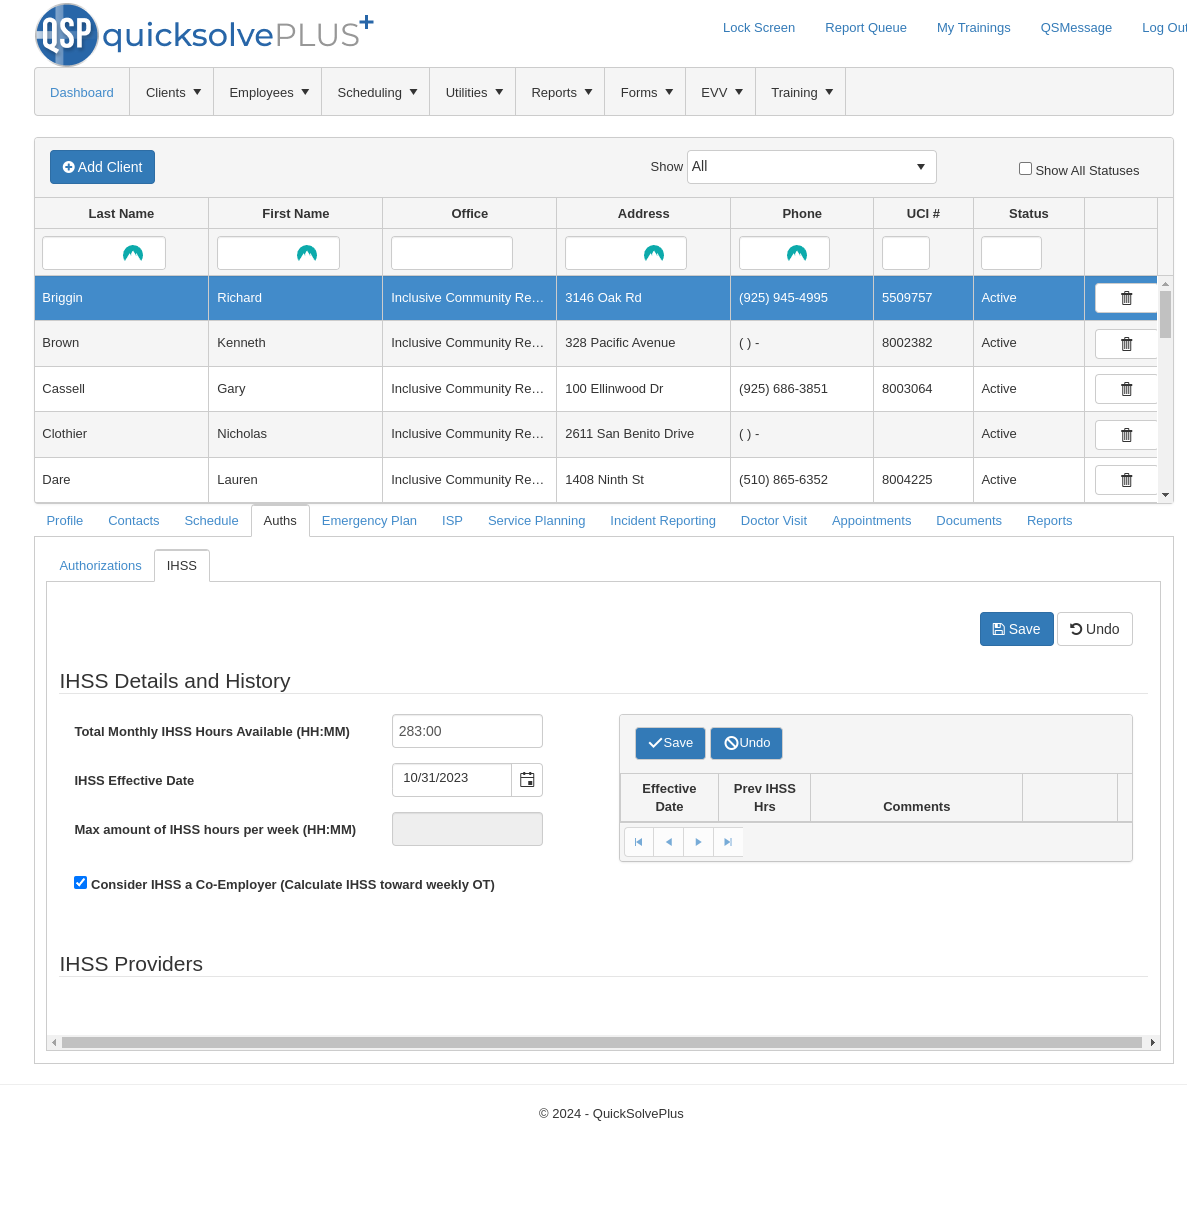 QSP quicksolvePLUS+
Lock Screen Report Queue My Trainings QSMessage Log Out
Dashboard Clients Employees Scheduling Utilities Reports Forms EVV Training
Add Client Show All Show All Statuses
Last Name First Name Office Address Phone UCI # Status
Briggin Richard Inclusive Community Re… 3146 Oak Rd (925) 945-4995 5509757 Active
Brown Kenneth Inclusive Community Re… 328 Pacific Avenue ( ) - 8002382 Active
Cassell Gary Inclusive Community Re… 100 Ellinwood Dr (925) 686-3851 8003064 Active
Clothier Nicholas Inclusive Community Re… 2611 San Benito Drive ( ) - Active
Dare Lauren Inclusive Community Re… 1408 Ninth St (510) 865-6352 8004225 Active
Profile Contacts Schedule Auths Emergency Plan ISP Service Planning Incident Reporting Doctor Visit Appointments Documents Reports
Authorizations IHSS
Save Undo
IHSS Details and History
Total Monthly IHSS Hours Available (HH:MM) 283:00
IHSS Effective Date 10/31/2023
Max amount of IHSS hours per week (HH:MM)
Consider IHSS a Co-Employer (Calculate IHSS toward weekly OT)
Save Undo
Effective Date Prev IHSS Hrs Comments
IHSS Providers
© 2024 - QuickSolvePlus